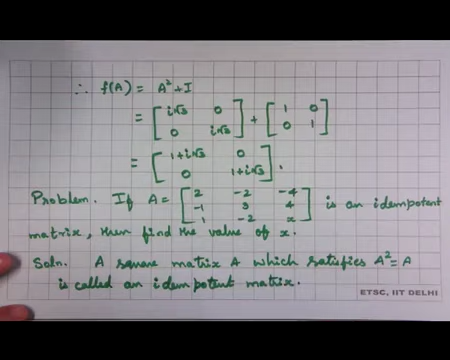 ∴ f(A) = A² + I
= [ i√3 0 ; 0 i√3 ] + [ 1 0 ; 0 1 ]
= [ 1+i√3 0 ; 0 1+i√3 ].
Problem. If A = [ 2 -2 -4 ; -1 3 4 ; 1 -2 x ] is an idempotent
matrix, then find the value of x.
Soln. A square matrix A which satisfies A² = A
is called an idempotent matrix.
ETSC, IIT DELHI